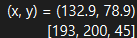 (x, y) = (132.9, 78.9)
[193, 200, 45]